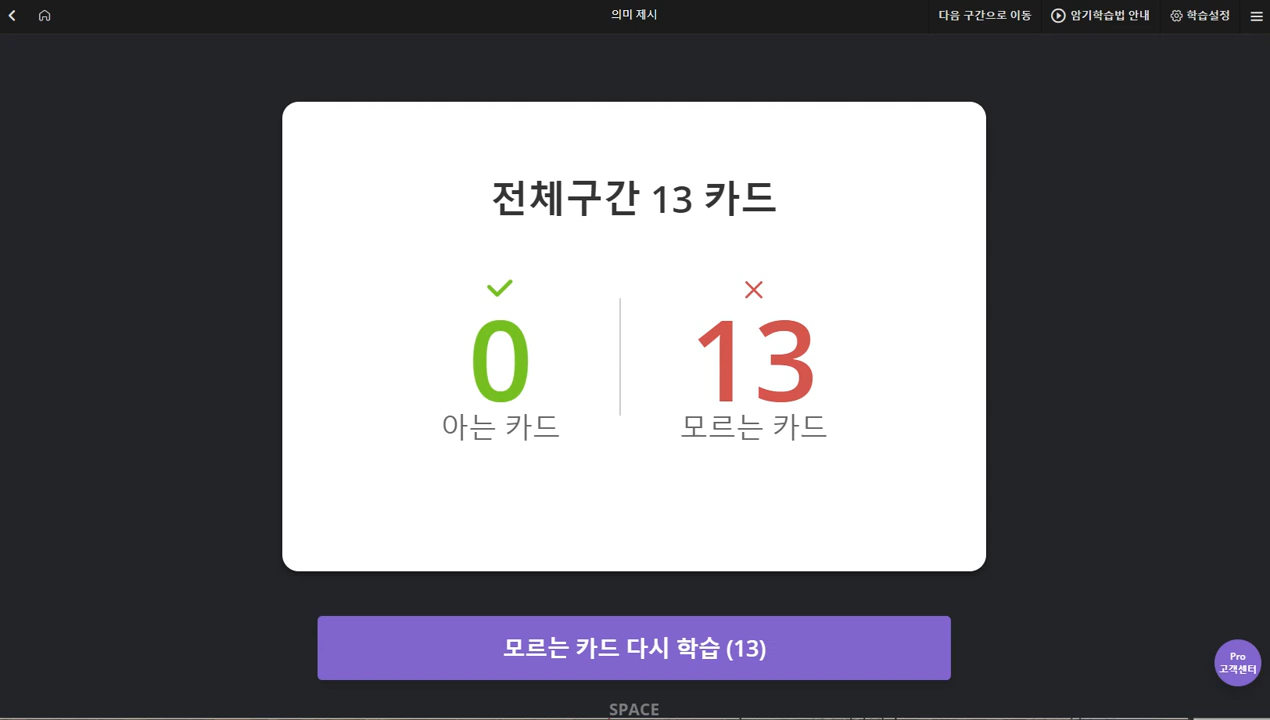 의미 제시
다음 구간으로 이동
암기학습법 안내
학습설정
전체구간 13 카드
0
아는 카드
13
모르는 카드
모르는 카드 다시 학습 (13)
SPACE
Pro
고객센터